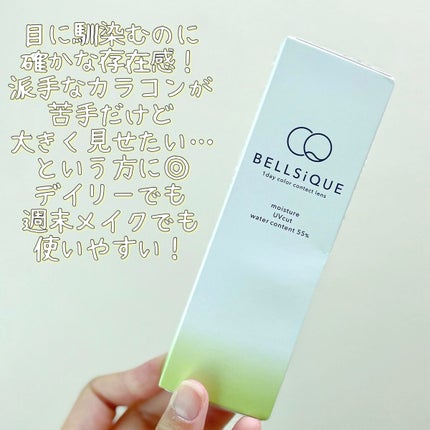 目に馴染むのに
確かな存在感！
派手なカラコンが
苦手だけど
大きく見せたい…
という方に◎
デイリーでも
週末メイクでも
使いやすい！
BELLSiQUE
1day color contact lens
moisture
UVcut
water content 55%